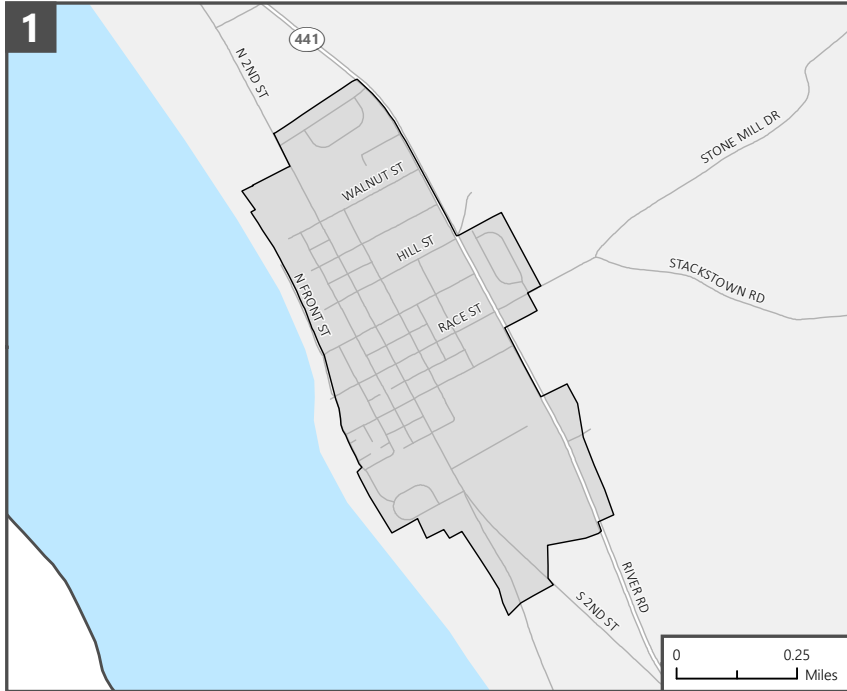 1
441
N 2ND ST
STONE MILL DR
WALNUT ST
HILL ST
STACKSTOWN RD
N FRONT ST
RACE ST
RIVER RD
S 2ND ST
0 0.25
Miles